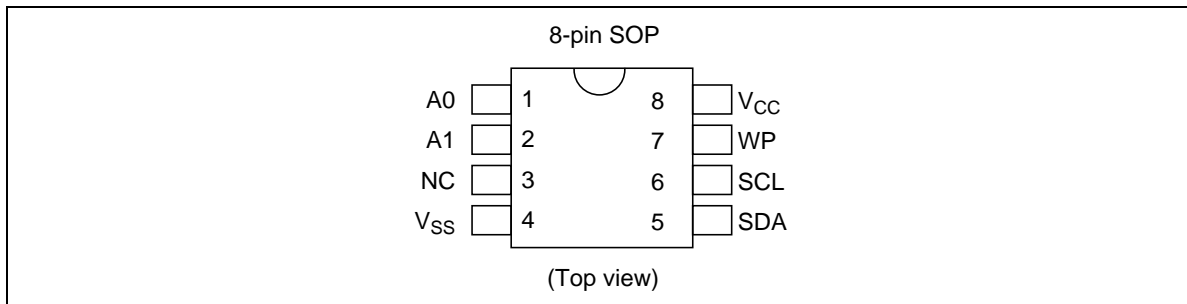 8-pin SOP
A0 1 8 VCC
A1 2 7 WP
NC 3 6 SCL
VSS 4 5 SDA
(Top view)